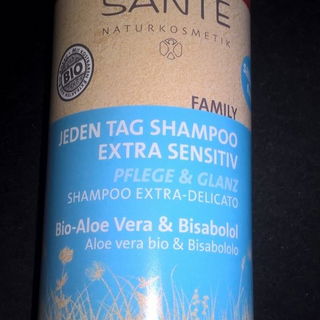 SANTE
NATURKOSMETIK
BIO
FAMILY
JEDEN TAG SHAMPOO
EXTRA SENSITIV
PFLEGE & GLANZ
SHAMPOO EXTRA-DELICATO
Bio-Aloe Vera & Bisabolol
Aloe vera bio & Bisabololo